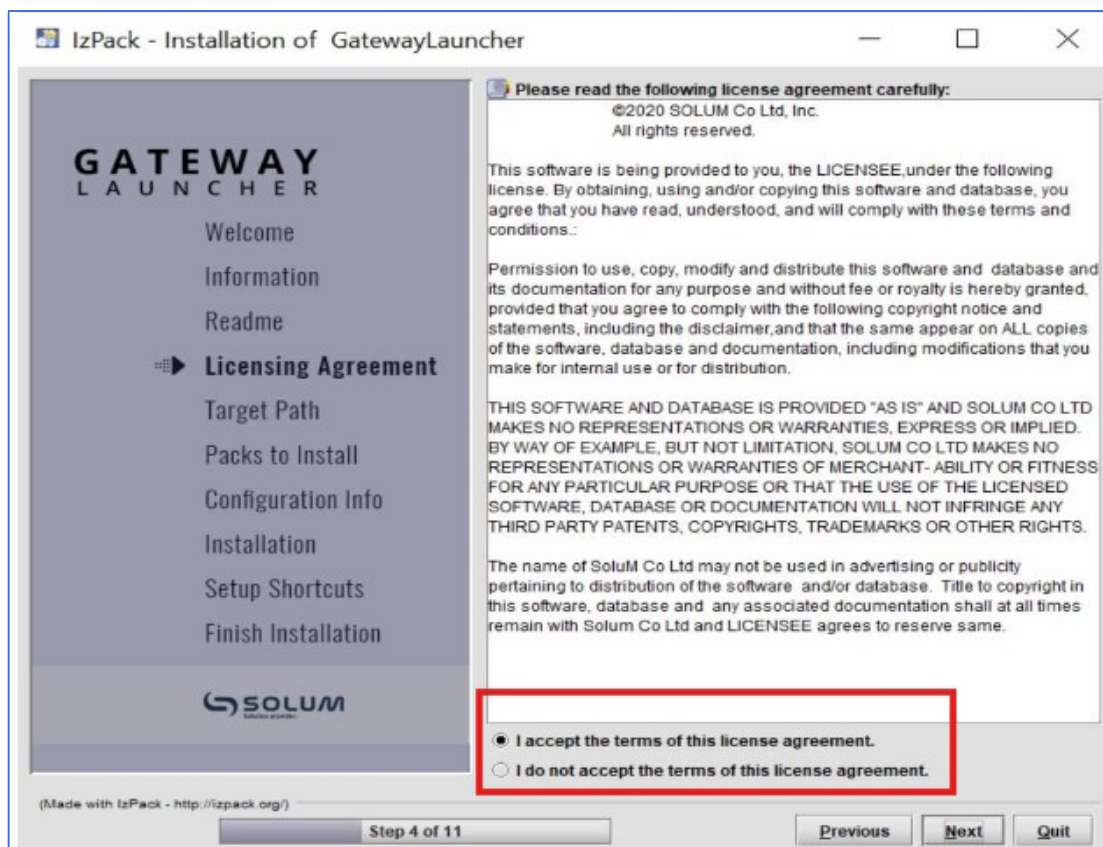 IzPack - Installation of GatewayLauncher
GATEWAY
LAUNCHER
Welcome
Information
Readme
Licensing Agreement
Target Path
Packs to Install
Configuration Info
Installation
Setup Shortcuts
Finish Installation
SOLUM
Please read the following license agreement carefully:
©2020 SOLUM Co Ltd, Inc.
All rights reserved.
This software is being provided to you, the LICENSEE,under the following
license. By obtaining, using and/or copying this software and database, you
agree that you have read, understood, and will comply with these terms and
conditions.:
Permission to use, copy, modify and distribute this software and database and
its documentation for any purpose and without fee or royalty is hereby granted,
provided that you agree to comply with the following copyright notice and
statements, including the disclaimer,and that the same appear on ALL copies
of the software, database and documentation, including modifications that you
make for internal use or for distribution.
THIS SOFTWARE AND DATABASE IS PROVIDED "AS IS" AND SOLUM CO LTD
MAKES NO REPRESENTATIONS OR WARRANTIES, EXPRESS OR IMPLIED.
BY WAY OF EXAMPLE, BUT NOT LIMITATION, SOLUM CO LTD MAKES NO
REPRESENTATIONS OR WARRANTIES OF MERCHANT- ABILITY OR FITNESS
FOR ANY PARTICULAR PURPOSE OR THAT THE USE OF THE LICENSED
SOFTWARE, DATABASE OR DOCUMENTATION WILL NOT INFRINGE ANY
THIRD PARTY PATENTS, COPYRIGHTS, TRADEMARKS OR OTHER RIGHTS.
The name of SoluM Co Ltd may not be used in advertising or publicity
pertaining to distribution of the software and/or database. Title to copyright in
this software, database and any associated documentation shall at all times
remain with Solum Co Ltd and LICENSEE agrees to reserve same.
I accept the terms of this license agreement.
I do not accept the terms of this license agreement.
(Made with IzPack - http://izpack.org/)
Step 4 of 11
Previous
Next
Quit